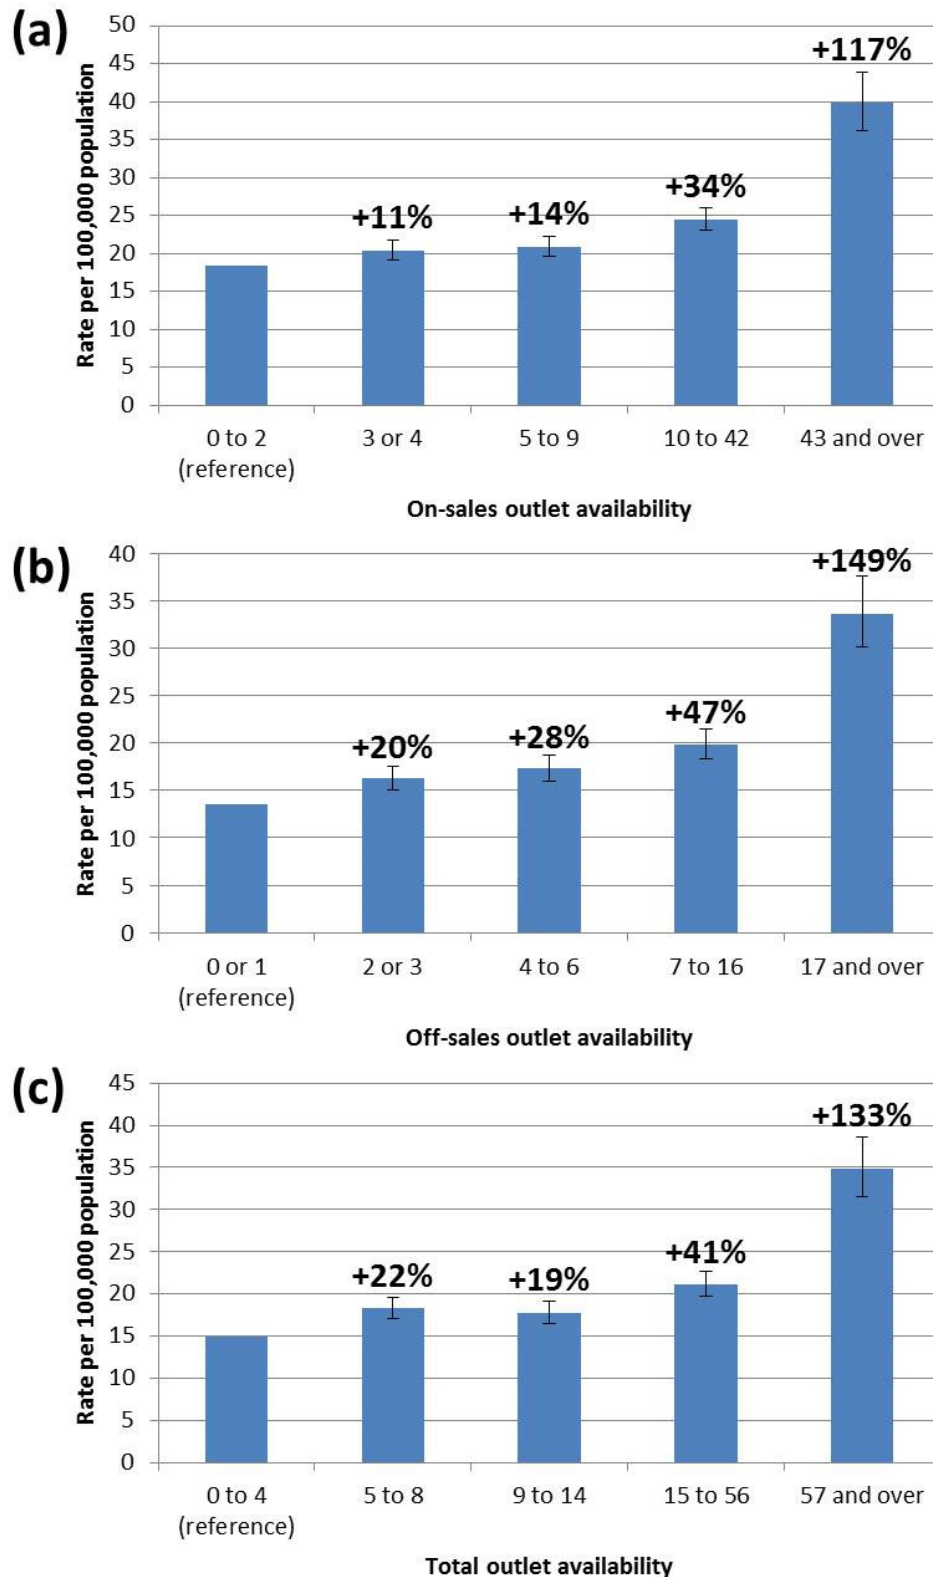 (a)
Rate per 100,000 population
50
45
40
35
30
25
20
15
10
5
0
+11%
+14%
+34%
+117%
0 to 2
(reference)
3 or 4
5 to 9
10 to 42
43 and over
On-sales outlet availability
(b)
Rate per 100,000 population
40
35
30
25
20
15
10
5
0
+20%
+28%
+47%
+149%
0 or 1
(reference)
2 or 3
4 to 6
7 to 16
17 and over
Off-sales outlet availability
(c)
Rate per 100,000 population
45
40
35
30
25
20
15
10
5
0
+22%
+19%
+41%
+133%
0 to 4
(reference)
5 to 8
9 to 14
15 to 56
57 and over
Total outlet availability